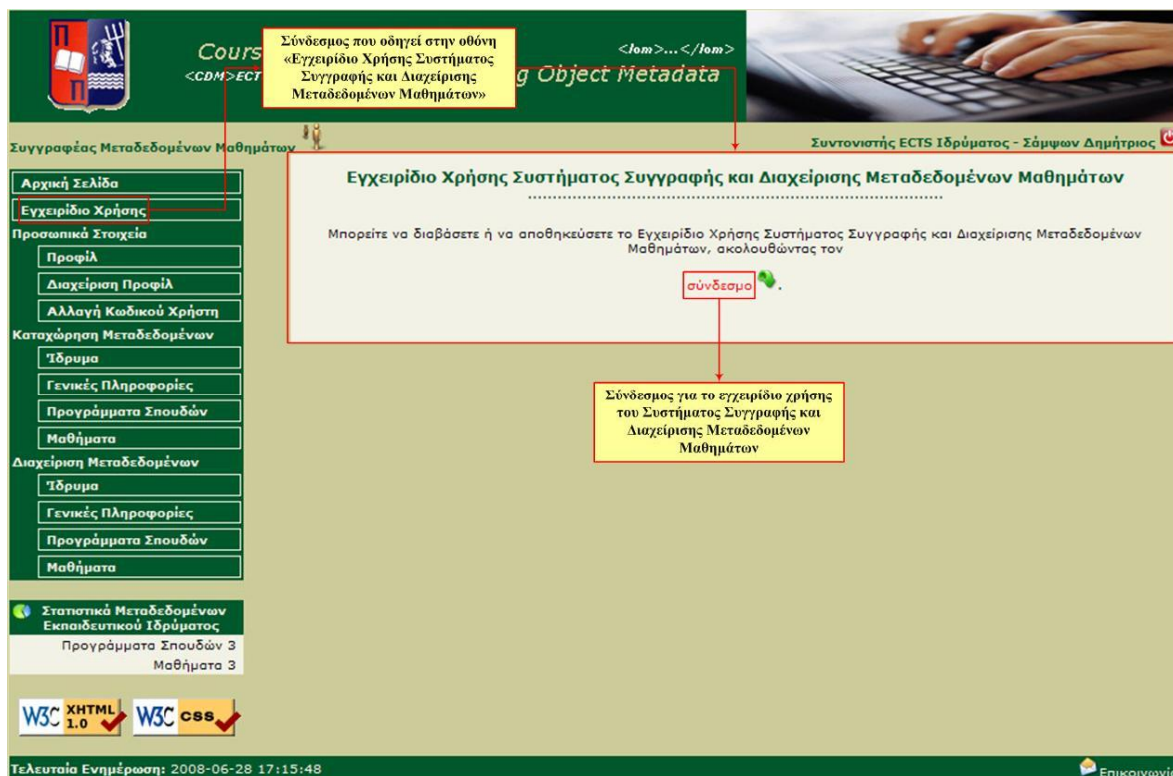 Π
Π
Cours
<CDM>ECT
<lom>...</lom>
g Object Metadata
Σύνδεσμος που οδηγεί στην οθόνη
«Εγχειρίδιο Χρήσης Συστήματος
Συγγραφής και Διαχείρισης
Μεταδεδομένων Μαθημάτων»
Συγγραφέας Μεταδεδομένων Μαθημάτων
Συντονιστής ECTS Ιδρύματος - Σάμψων Δημήτριος
Αρχική Σελίδα
Εγχειρίδιο Χρήσης
Προσωπικά Στοιχεία
Προφίλ
Διαχείριση Προφίλ
Αλλαγή Κωδικού Χρήστη
Καταχώρηση Μεταδεδομένων
Ίδρυμα
Γενικές Πληροφορίες
Προγράμματα Σπουδών
Μαθήματα
Διαχείριση Μεταδεδομένων
Ίδρυμα
Γενικές Πληροφορίες
Προγράμματα Σπουδών
Μαθήματα
Στατιστικά Μεταδεδομένων
Εκπαιδευτικού Ιδρύματος
Προγράμματα Σπουδών 3
Μαθήματα 3
W3C XHTML 1.0
W3C css
Εγχειρίδιο Χρήσης Συστήματος Συγγραφής και Διαχείρισης Μεταδεδομένων Μαθημάτων
Μπορείτε να διαβάσετε ή να αποθηκεύσετε το Εγχειρίδιο Χρήσης Συστήματος Συγγραφής και Διαχείρισης Μεταδεδομένων
Μαθημάτων, ακολουθώντας τον
σύνδεσμο .
Σύνδεσμος για το εγχειρίδιο χρήσης
του Συστήματος Συγγραφής και
Διαχείρισης Μεταδεδομένων
Μαθημάτων
Τελευταία Ενημέρωση: 2008-06-28 17:15:48
Επικοινωνία